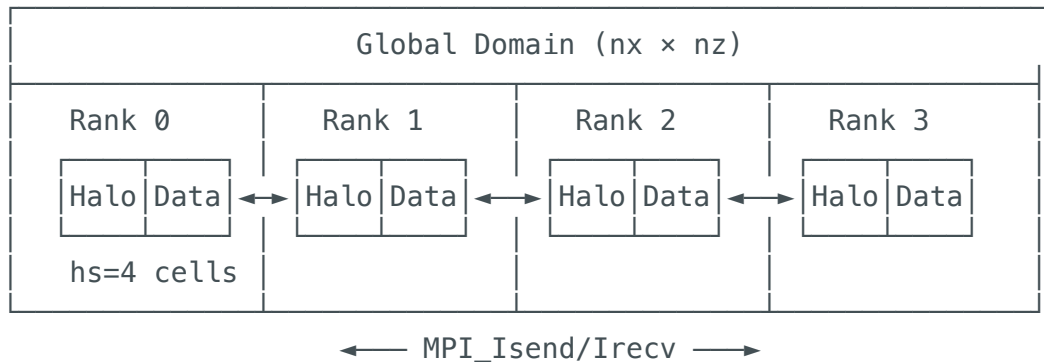 Global Domain (nx × nz)
Rank 0 Rank 1 Rank 2 Rank 3
Halo Data Halo Data Halo Data Halo Data
hs=4 cells
MPI_Isend/Irecv